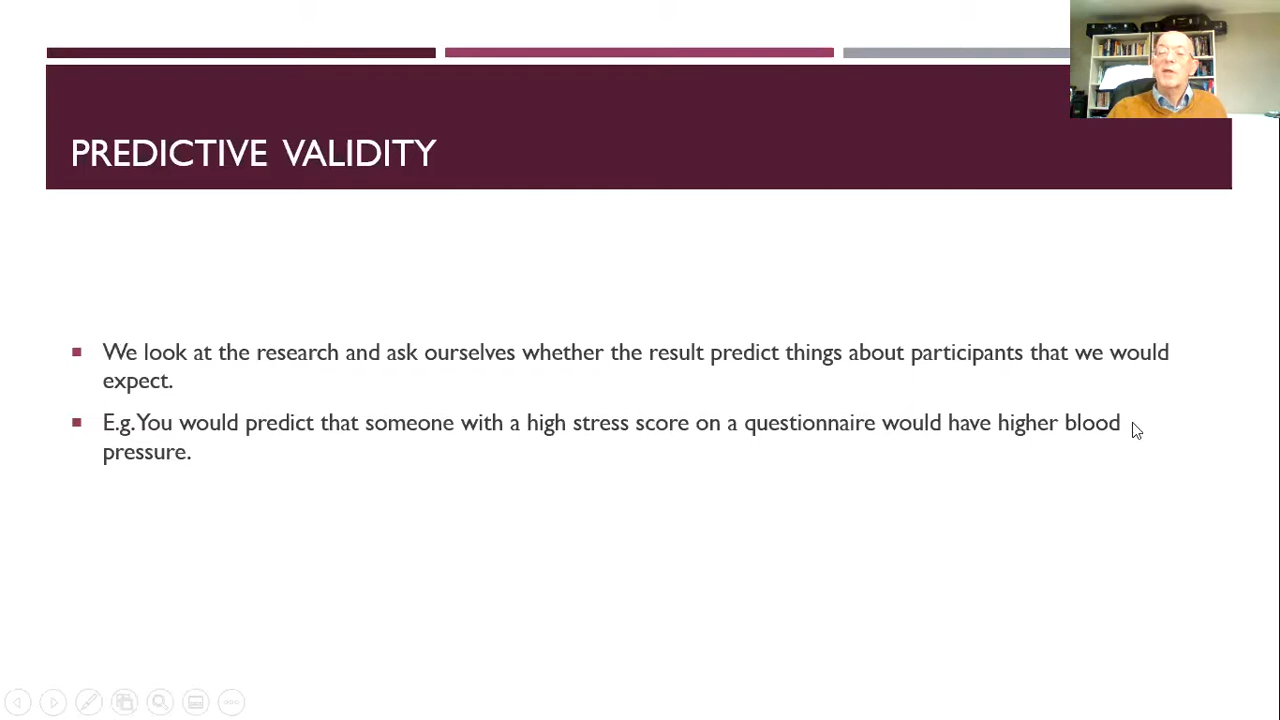 PREDICTIVE VALIDITY
We look at the research and ask ourselves whether the result predict things about participants that we would
expect.
E.g.You would predict that someone with a high stress score on a questionnaire would have higher blood
pressure.